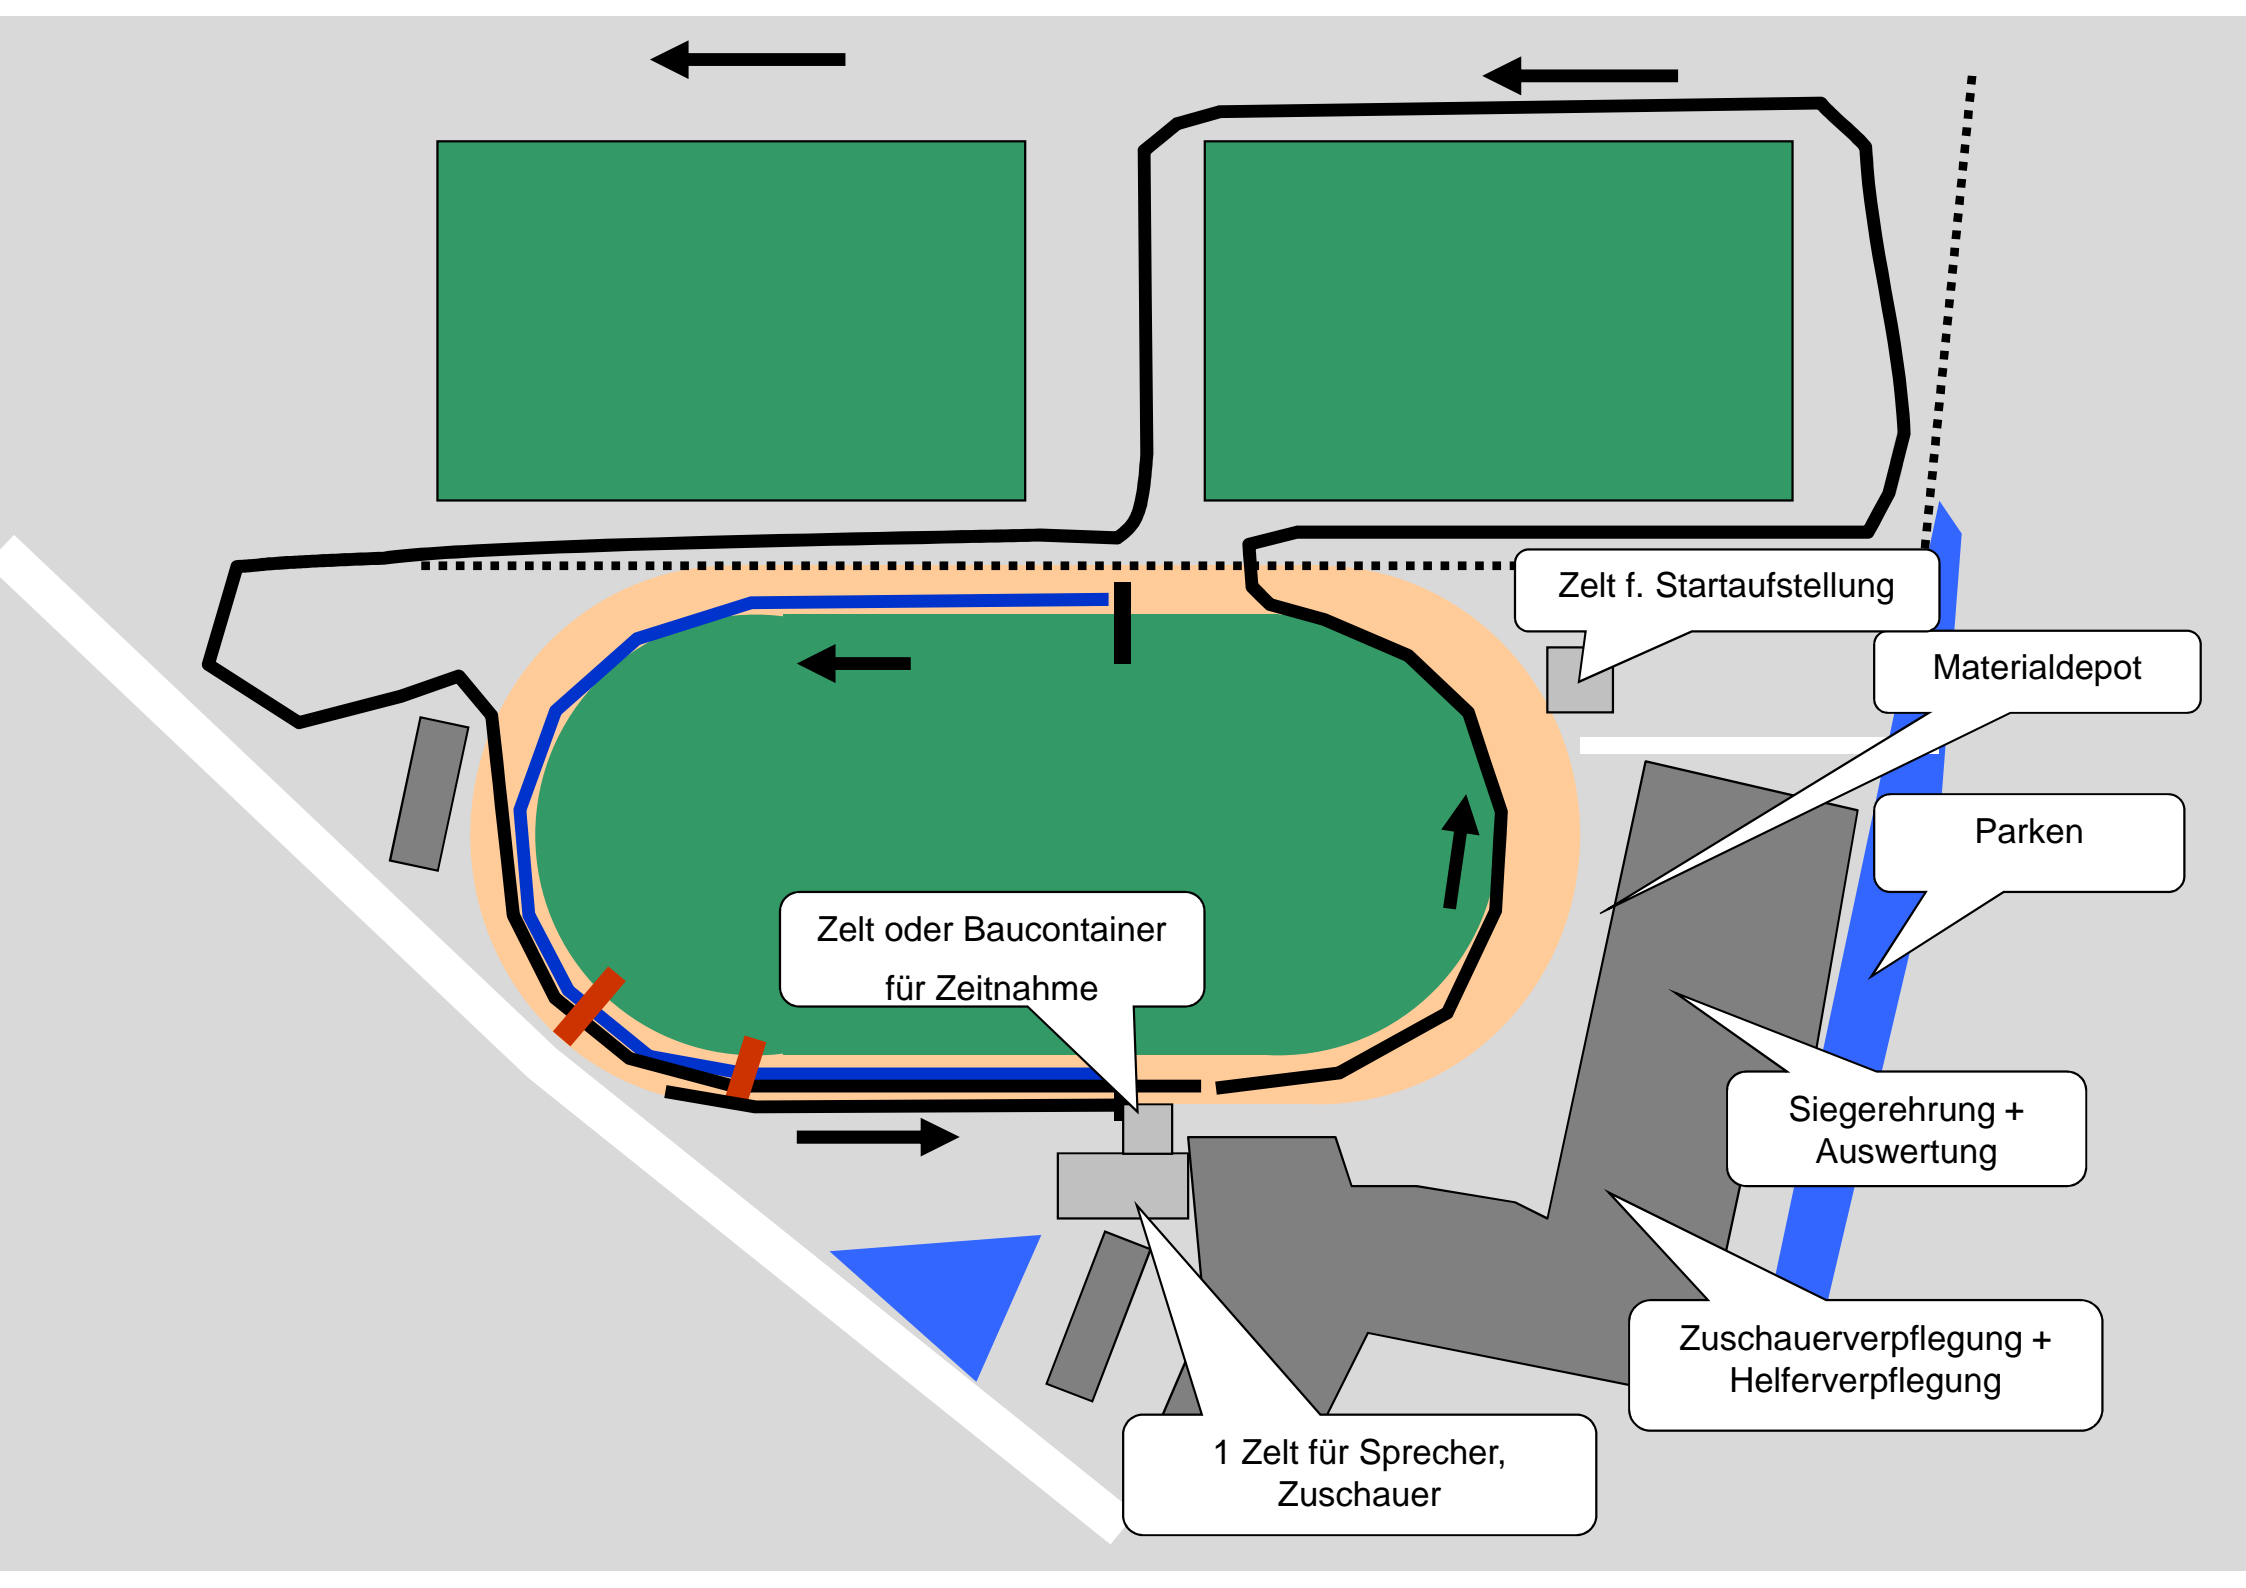 Zelt f. Startaufstellung
Materialdepot
Parken
Zelt oder Baucontainer
für Zeitnahme
Siegerehrung +
Auswertung
Zuschauerverpflegung +
Helferverpflegung
1 Zelt für Sprecher,
Zuschauer